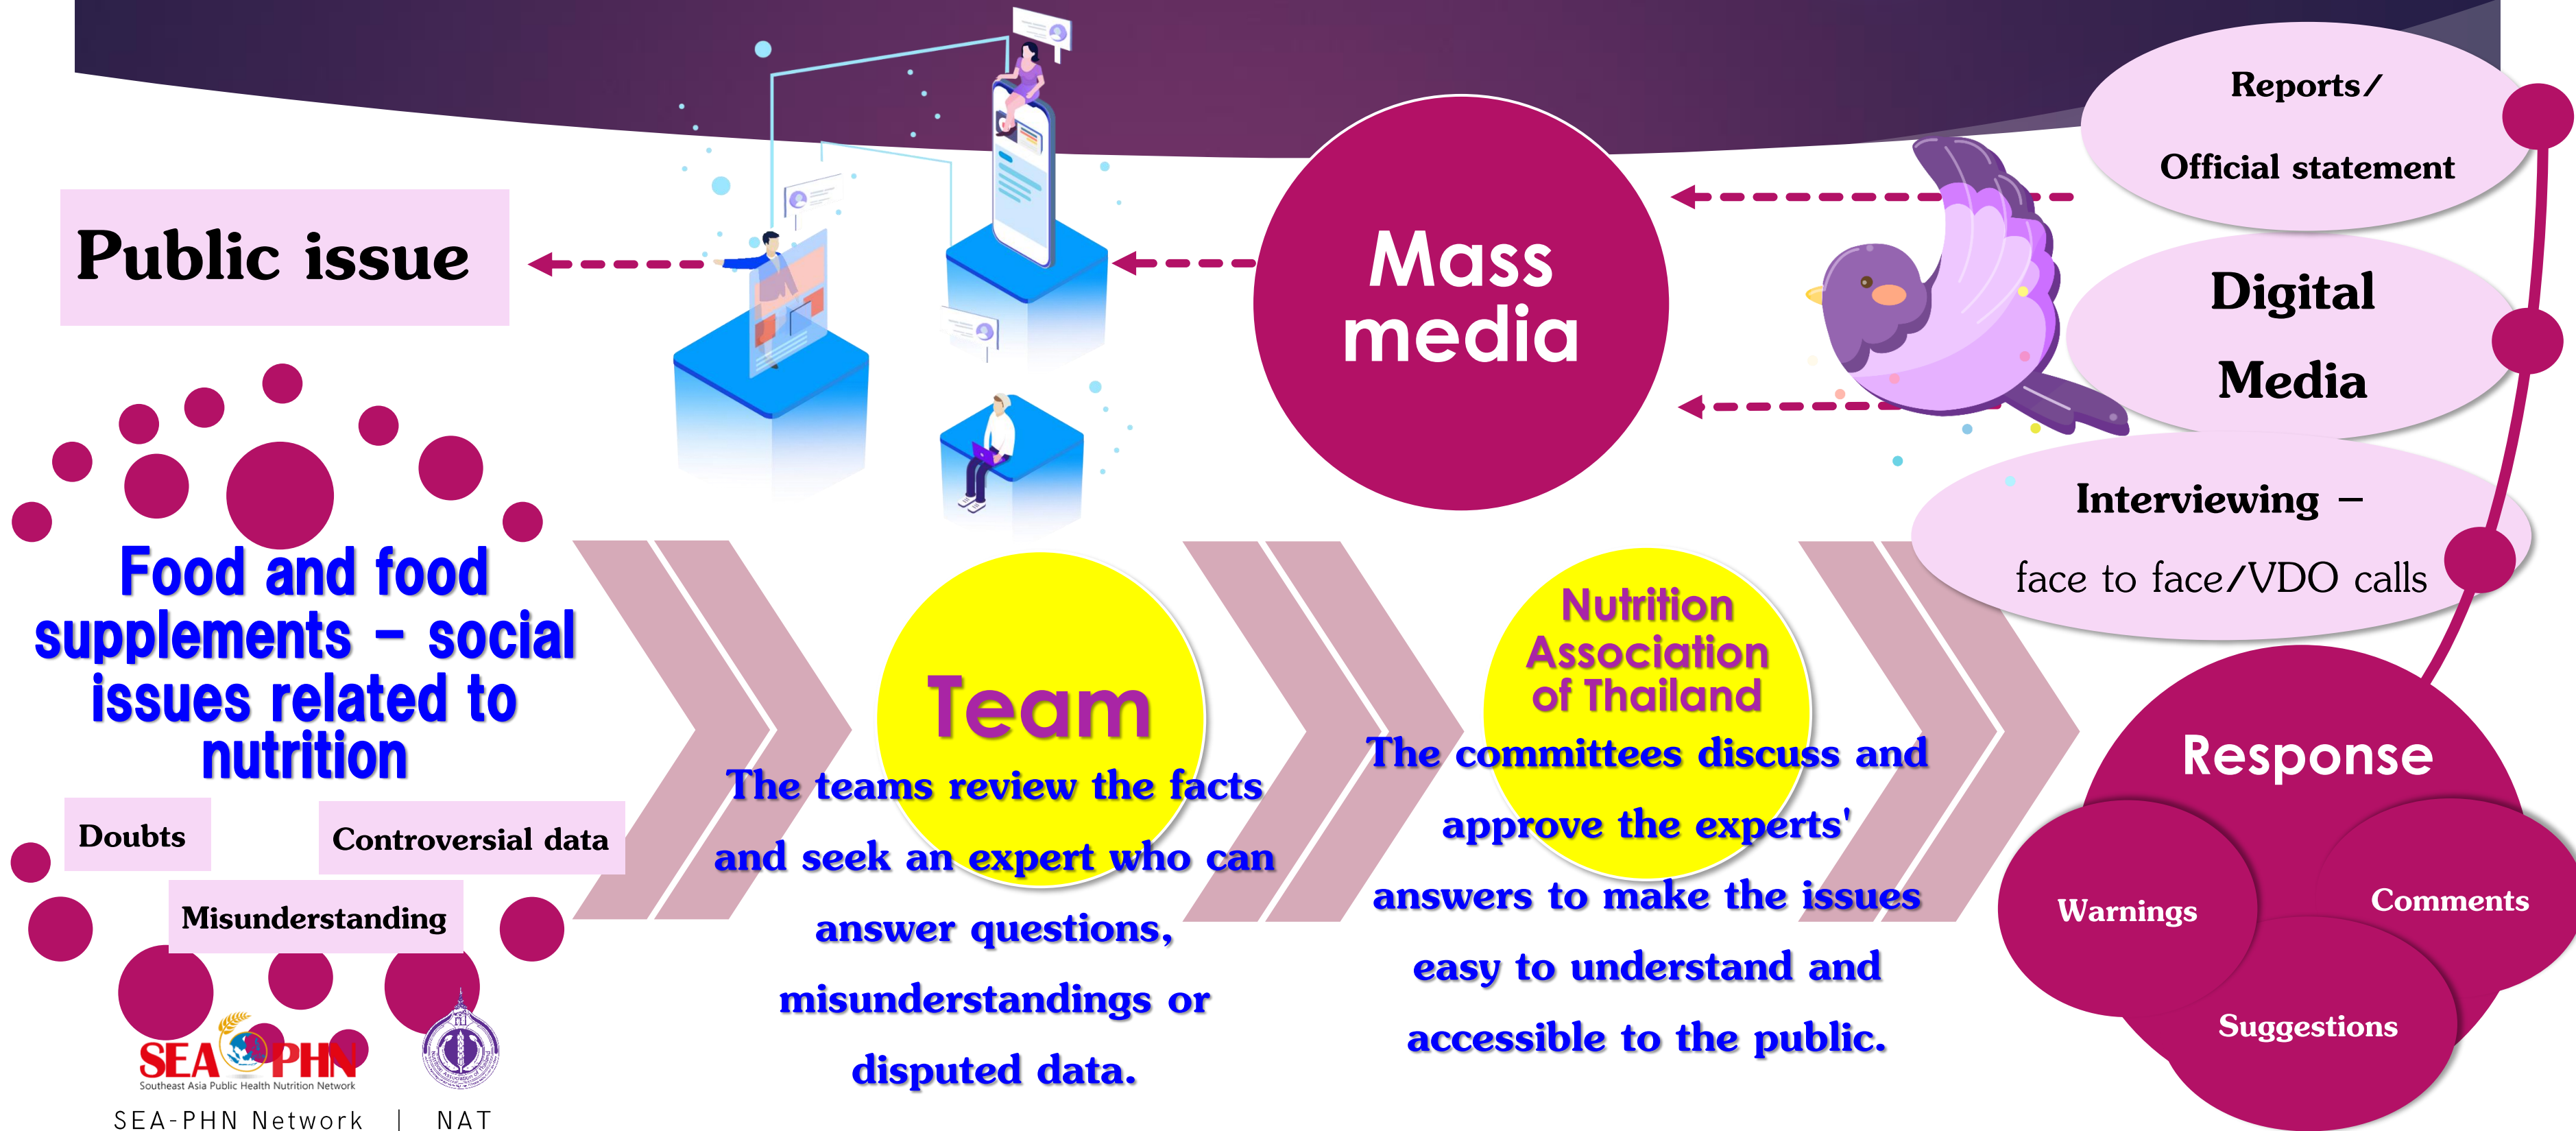 Public issue
Mass
media
Reports/
Official statement
Digital
Media
Interviewing –
face to face/VDO calls
Food and food
supplements – social
issues related to
nutrition
Doubts
Controversial data
Misunderstanding
Team
The teams review the facts
and seek an expert who can
answer questions,
misunderstandings or
disputed data.
Nutrition
Association
of Thailand
The committees discuss and
approve the experts'
answers to make the issues
easy to understand and
accessible to the public.
Response
Warnings
Comments
Suggestions
SEA PHN
Southeast Asia Public Health Nutrition Network
SEA-PHN Network | NAT